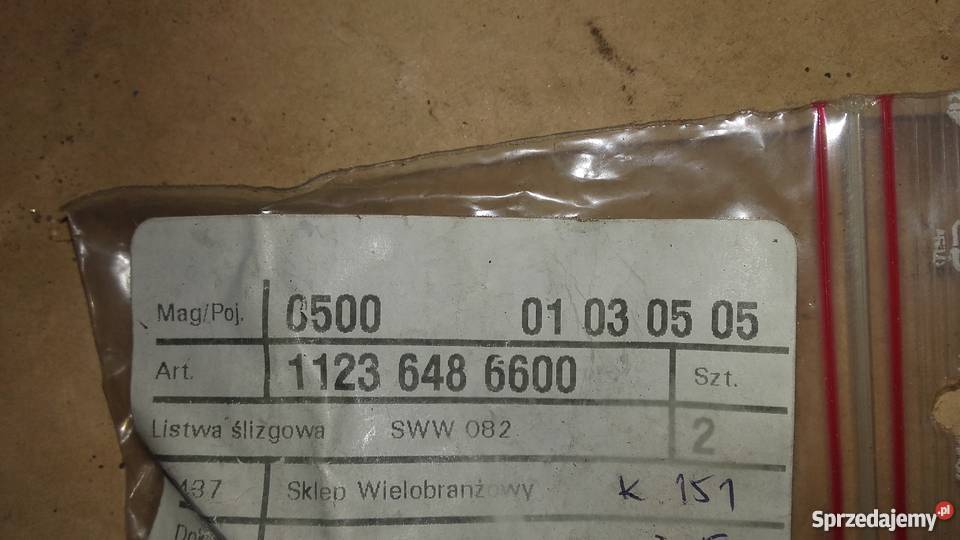 Mag/Poj. 0500 01 03 05 05
Art. 1123 648 6600 Szt.
Listwa ślizgowa SWW 082 2
437 Sklep Wielobranżowy K 151
Sprzedajemy.pl